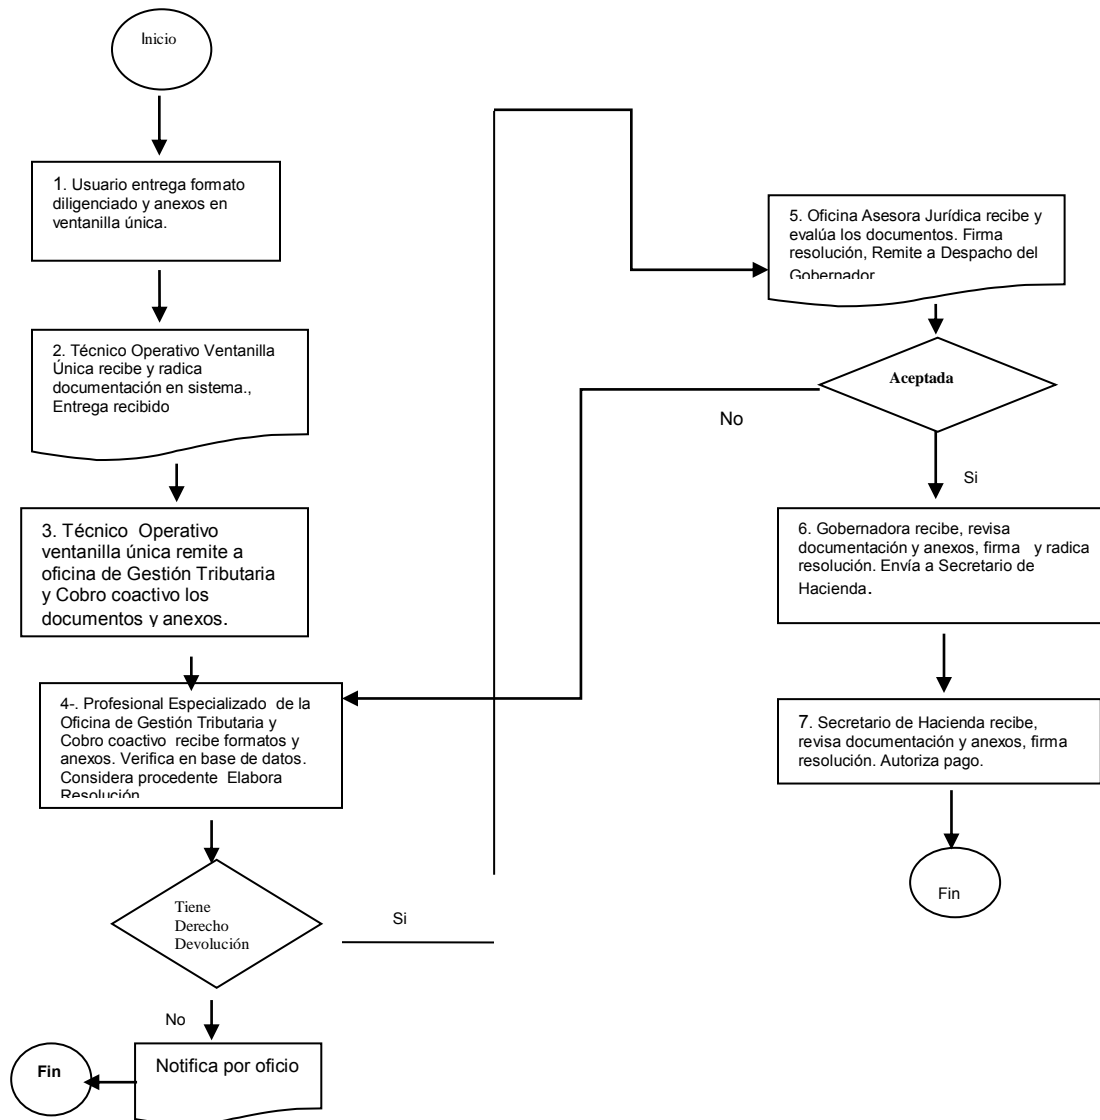 Inicio
1. Usuario entrega formato
diligenciado y anexos en
ventanilla única.
2. Técnico Operativo Ventanilla
Única recibe y radica
documentación en sistema.,
Entrega recibido
3. Técnico Operativo
ventanilla única remite a
oficina de Gestión Tributaria
y Cobro coactivo los
documentos y anexos.
4-. Profesional Especializado de la
Oficina de Gestión Tributaria y
Cobro coactivo recibe formatos y
anexos. Verifica en base de datos.
Considera procedente Elabora
Resolución
Tiene
Derecho
Devolución
Si
No
Notifica por oficio
Fin
5. Oficina Asesora Jurídica recibe y
evalúa los documentos. Firma
resolución, Remite a Despacho del
Gobernador
Aceptada
No
Si
6. Gobernadora recibe, revisa
documentación y anexos, firma y radica
resolución. Envía a Secretario de
Hacienda.
7. Secretario de Hacienda recibe,
revisa documentación y anexos, firma
resolución. Autoriza pago.
Fin